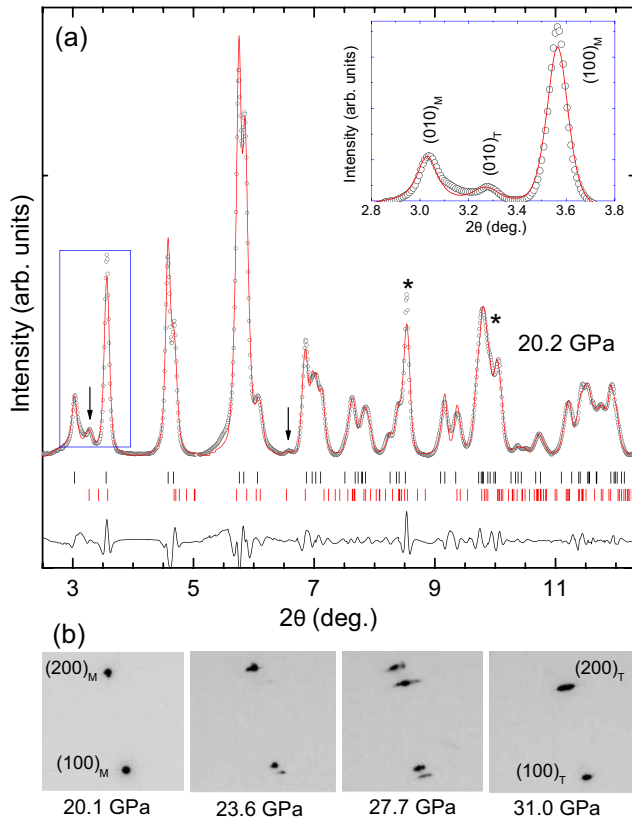 (a)
Intensity (arb. units)
Intensity (arb. units)
(010)M
(010)T
(100)M
2.8 3.0 3.2 3.4 3.6 3.8
2θ (deg.)
*
*
20.2 GPa
3 5 7 9 11
2θ (deg.)
(b)
(200)M
(100)M
(200)T
(100)T
20.1 GPa 23.6 GPa 27.7 GPa 31.0 GPa